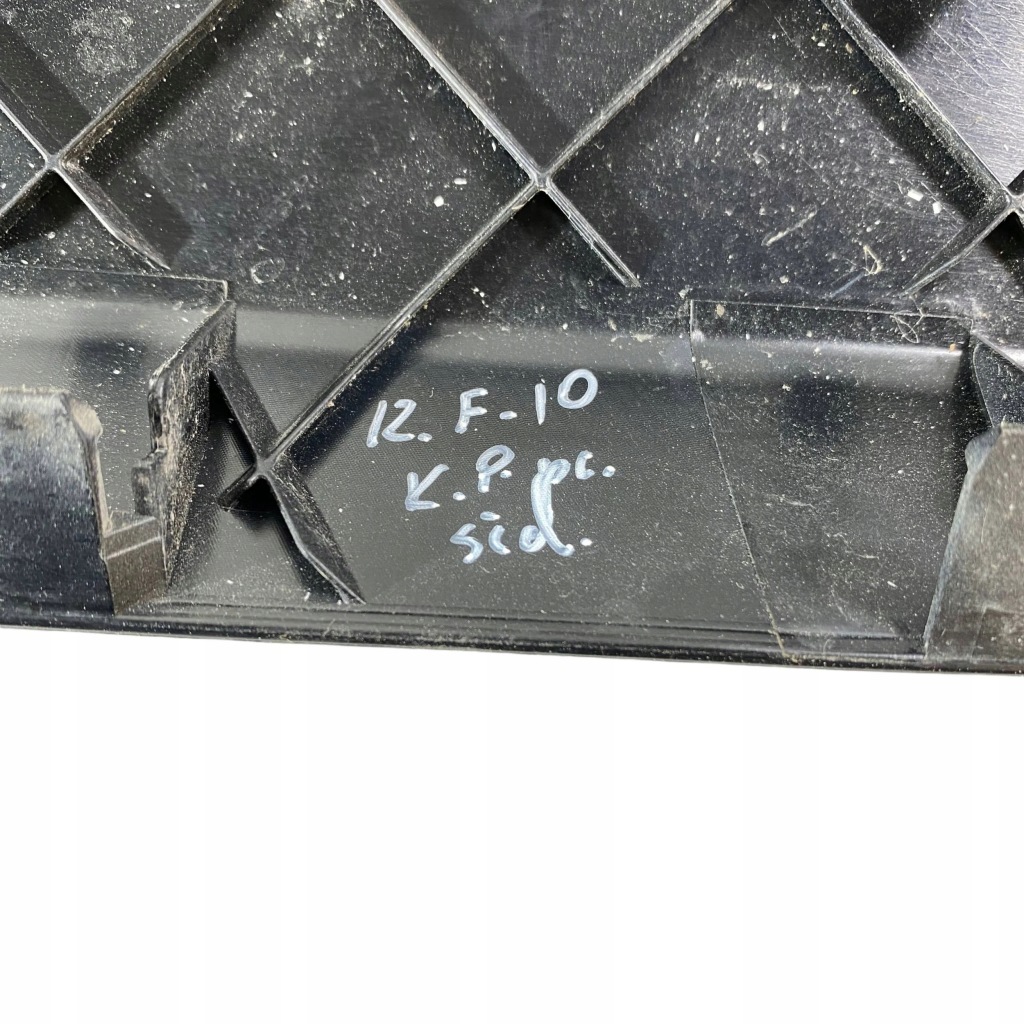 12. F-10
K.P. pr.
sid.